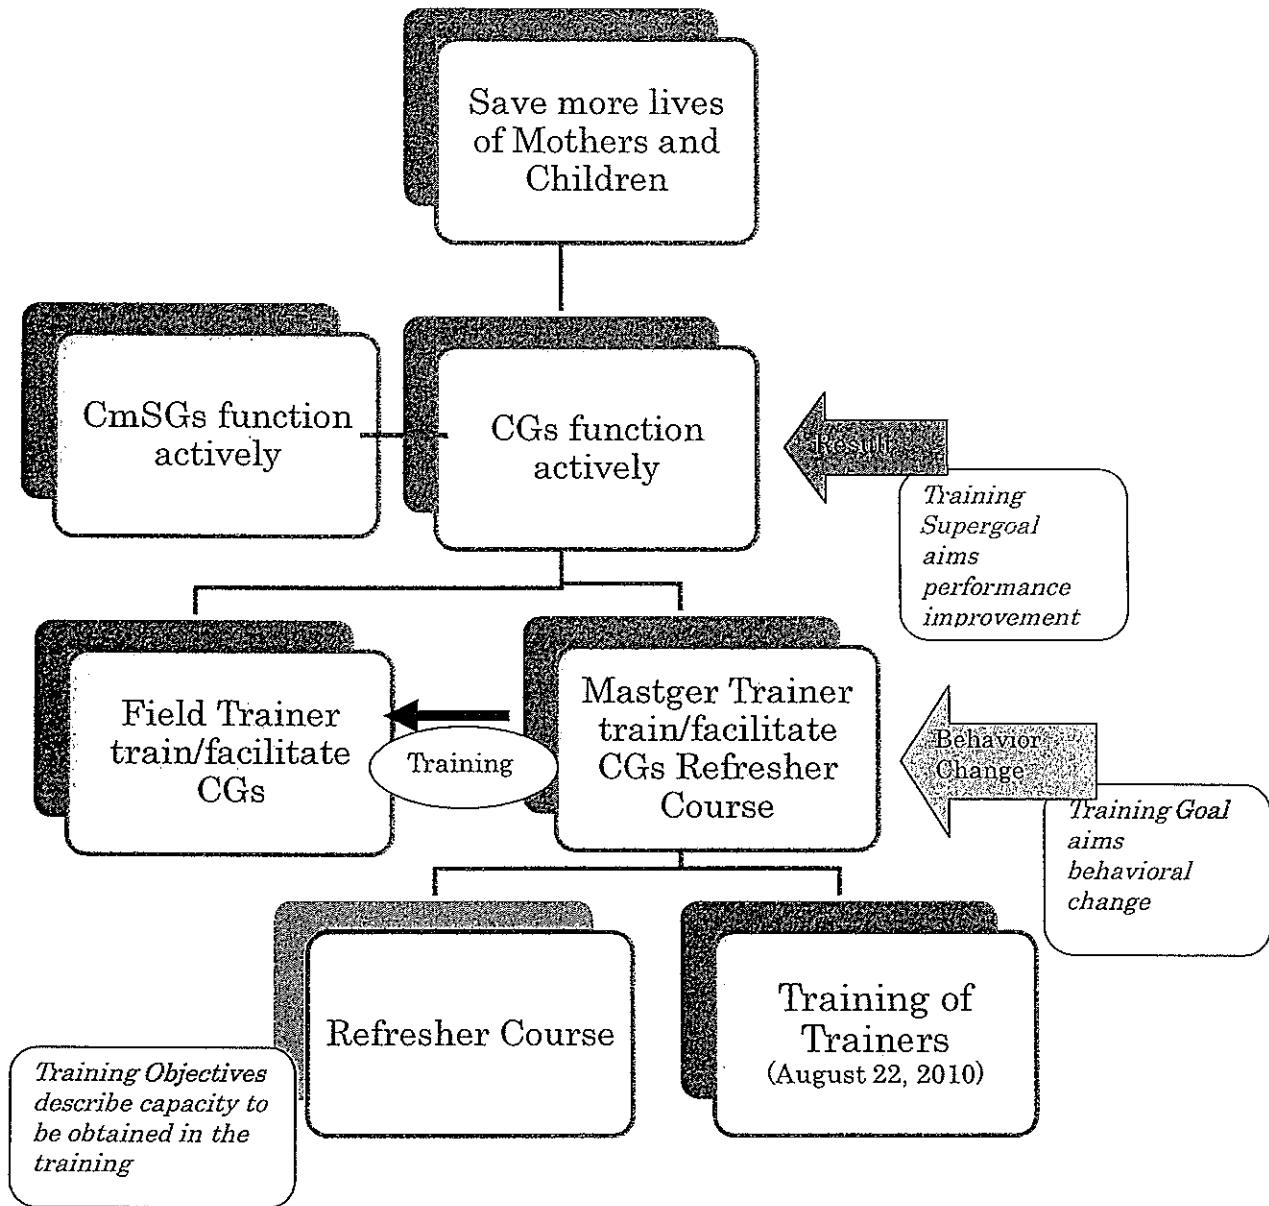 Save more lives
of Mothers and
Children
CmSGs function
actively
CGs function
actively
Result
Training
Supergoal
aims
performance
improvement
Field Trainer
train/facilitate
CGs
Training
Mastger Trainer
train/facilitate
CGs Refresher
Course
Behavior
Change
Training Goal
aims
behavioral
change
Refresher Course
Training of
Trainers
(August 22, 2010)
Training Objectives
describe capacity to
be obtained in the
training